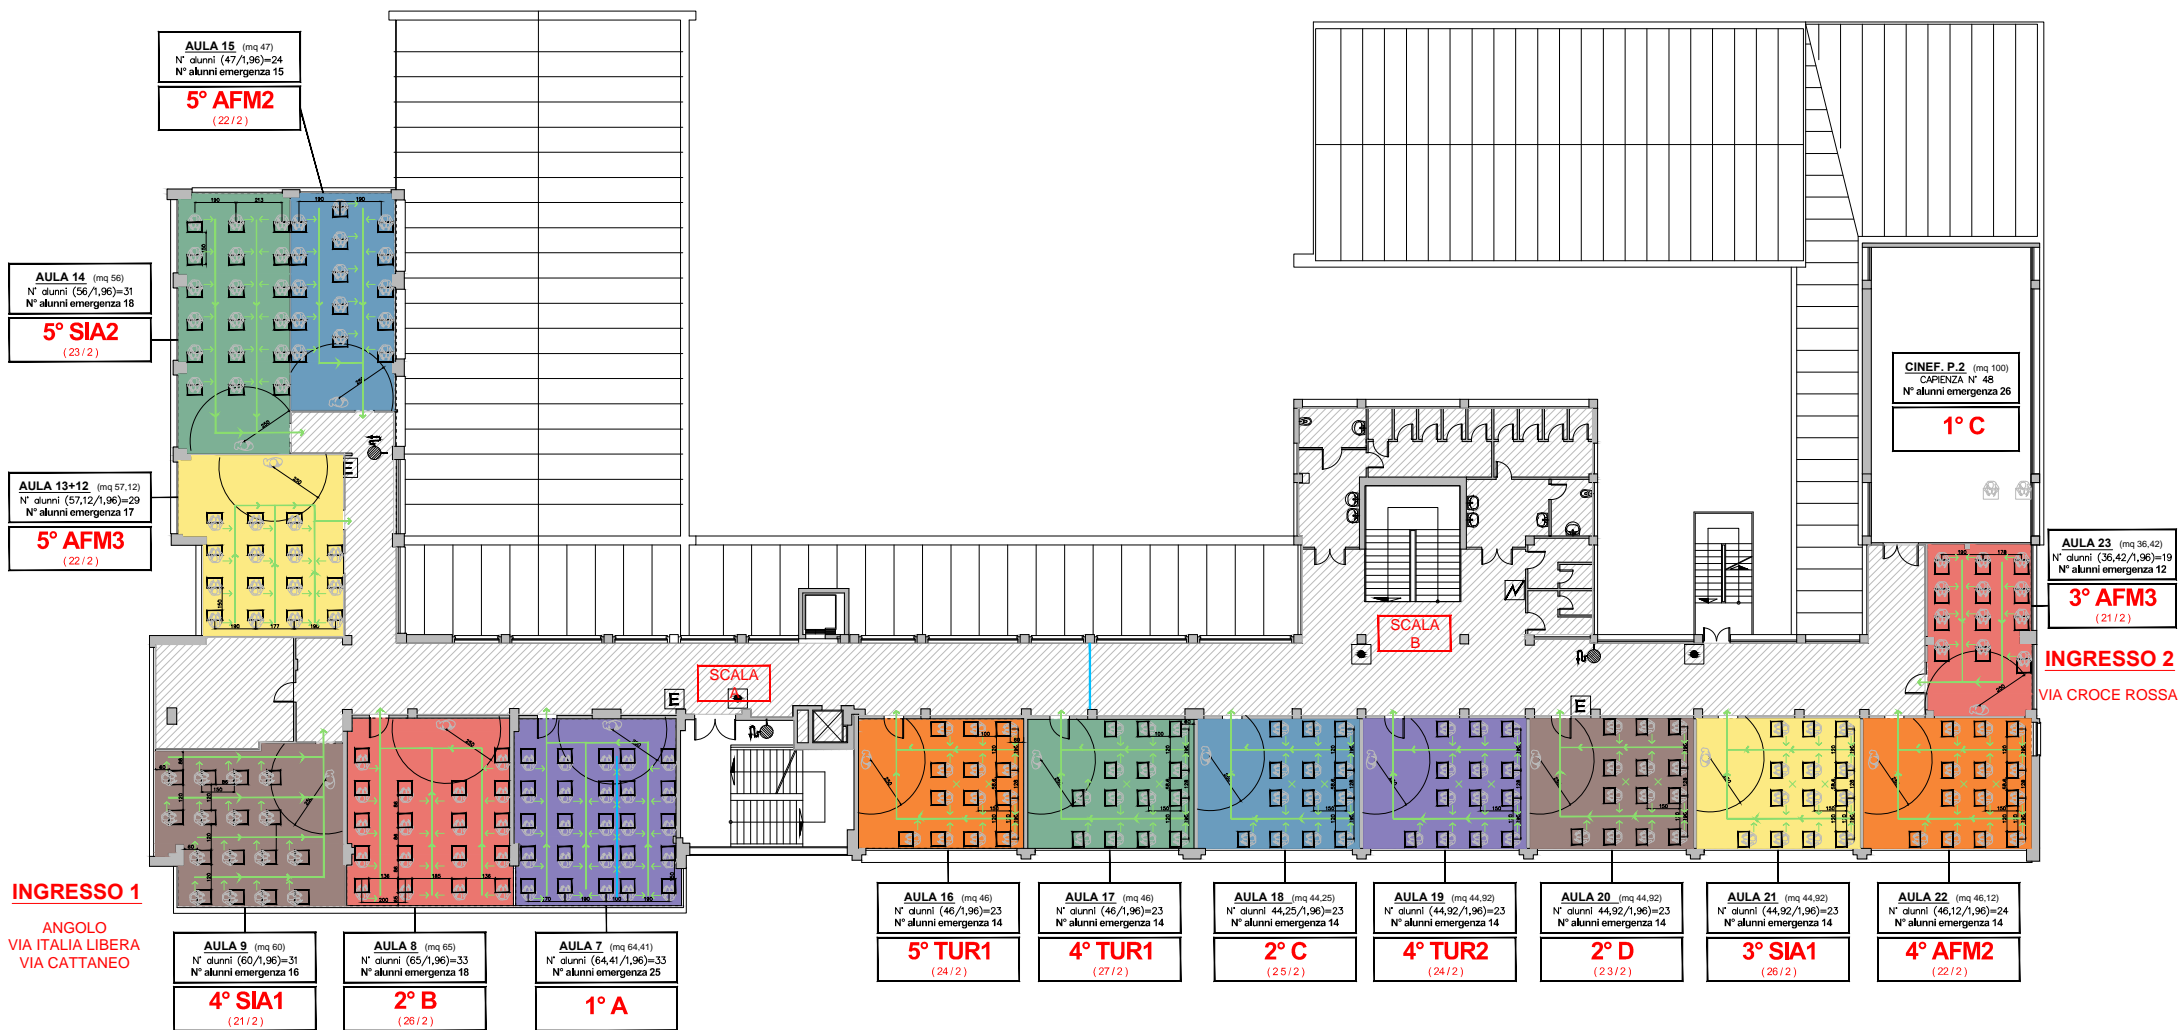 AULA 15 (mq 47)
N° alunni (47/1,96)=24
N° alunni emergenza 15
5° AFM2
(22/2)
AULA 14 (mq 56)
N° alunni (56/1,96)=31
N° alunni emergenza 18
5° SIA2
(23/2)
AULA 13+12 (mq 57,12)
N° alunni (57,12/1,96)=29
N° alunni emergenza 17
5° AFM3
(22/2)
CINEF. P.2 (mq 100)
CAPIENZA N° 48
N° alunni emergenza 26
1° C
AULA 23 (mq 36,42)
N° alunni (36,42/1,96)=19
N° alunni emergenza 12
3° AFM3
(21/2)
INGRESSO 2
VIA CROCE ROSSA
SCALA
A
SCALA
B
E
E
E
INGRESSO 1
ANGOLO
VIA ITALIA LIBERA
VIA CATTANEO
AULA 9 (mq 60)
N° alunni (60/1,96)=31
N° alunni emergenza 16
4° SIA1
(21/2)
AULA 8 (mq 65)
N° alunni (65/1,96)=33
N° alunni emergenza 18
2° B
(26/2)
AULA 7 (mq 64,41)
N° alunni (64,41/1,96)=33
N° alunni emergenza 25
1° A
AULA 16 (mq 46)
N° alunni (46/1,96)=23
N° alunni emergenza 14
5° TUR1
(24/2)
AULA 17 (mq 46)
N° alunni (46/1,96)=23
N° alunni emergenza 14
4° TUR1
(27/2)
AULA 18 (mq 44,25)
N° alunni 44,25/1,96)=23
N° alunni emergenza 14
2° C
(25/2)
AULA 19 (mq 44,92)
N° alunni (44,92/1,96)=23
N° alunni emergenza 14
4° TUR2
(24/2)
AULA 20 (mq 44,92)
N° alunni 44,92/1,96)=23
N° alunni emergenza 14
2° D
(23/2)
AULA 21 (mq 44,92)
N° alunni (44,92/1,96)=23
N° alunni emergenza 14
3° SIA1
(26/2)
AULA 22 (mq 46,12)
N° alunni (46,12/1,96)=24
N° alunni emergenza 14
4° AFM2
(22/2)